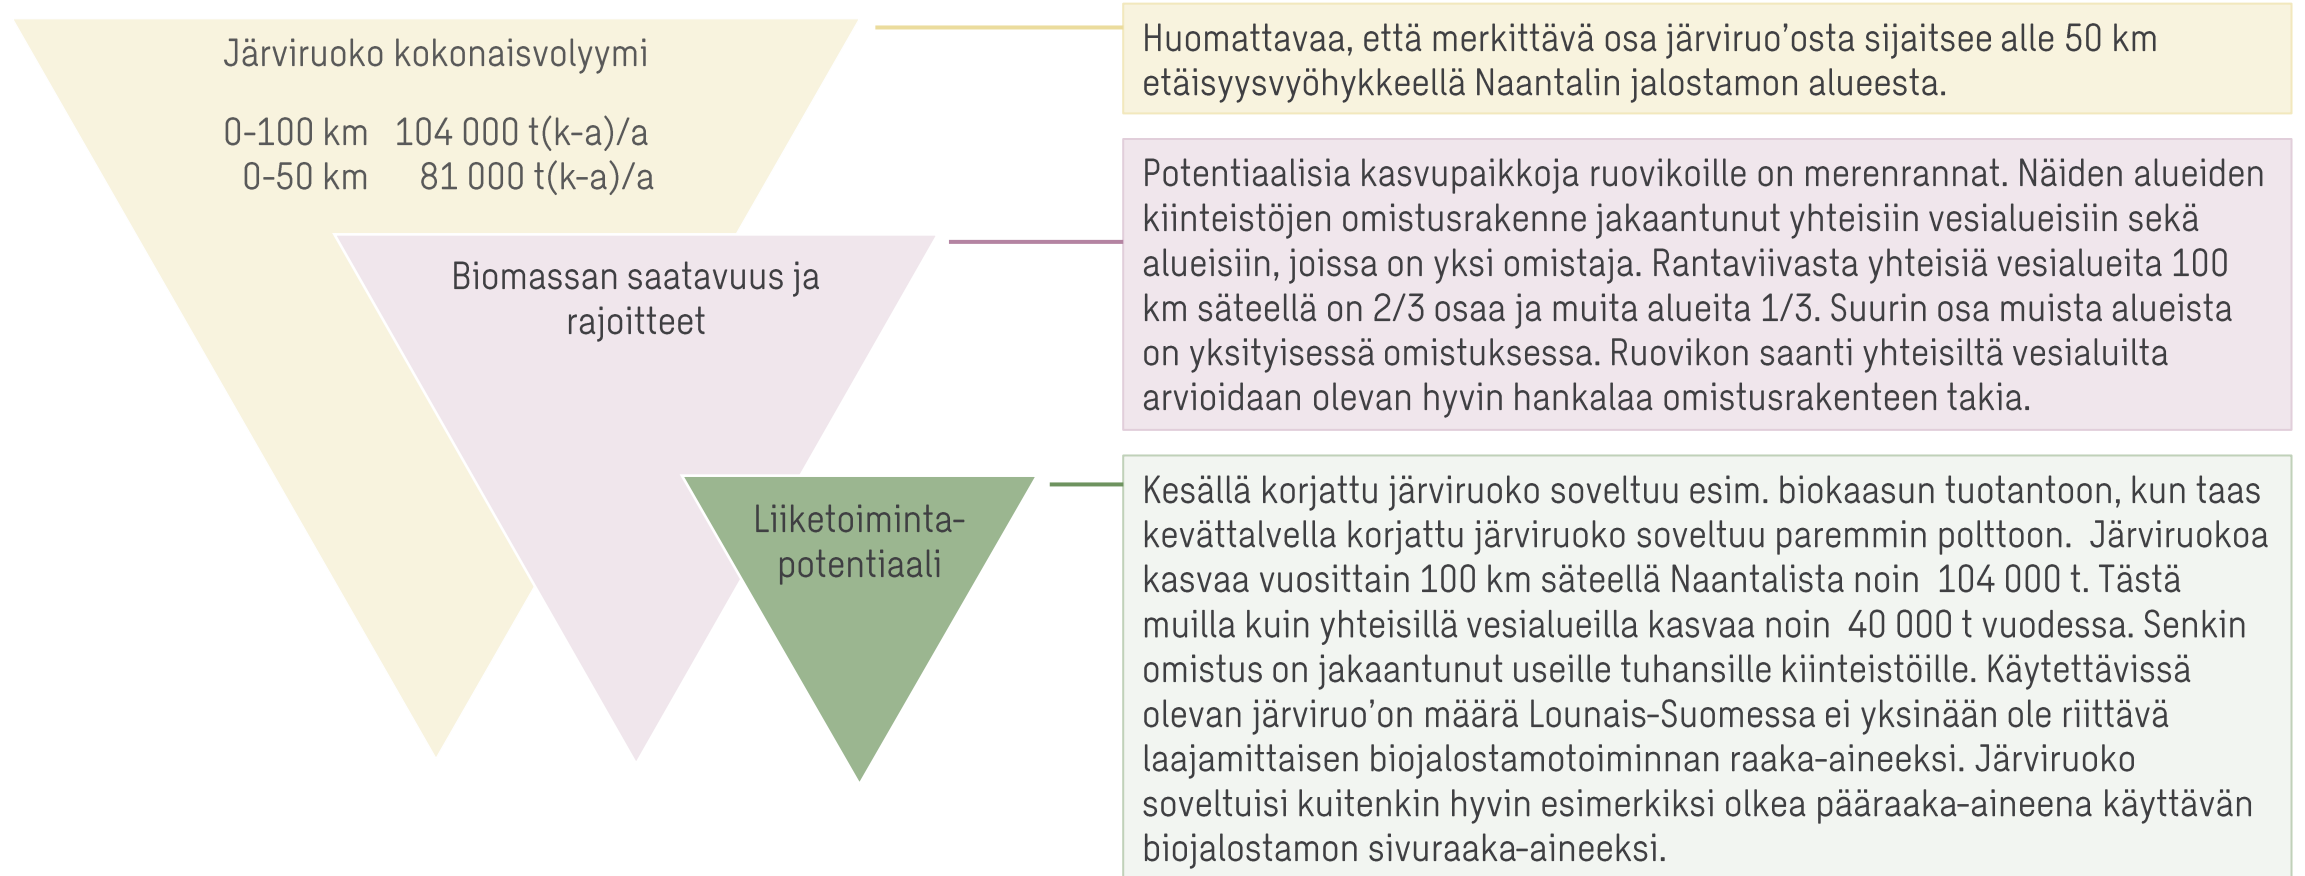 Järviruoko kokonaisvolyymi
0-100 km 104 000 t(k-a)/a
0-50 km 81 000 t(k-a)/a
Huomattavaa, että merkittävä osa järviruo’osta sijaitsee alle 50 km
etäisyysvyöhykkeellä Naantalin jalostamon alueesta.
Biomassan saatavuus ja
rajoitteet
Potentiaalisia kasvupaikkoja ruovikoille on merenrannat. Näiden alueiden
kiinteistöjen omistusrakenne jakaantunut yhteisiin vesialueisiin sekä
alueisiin, joissa on yksi omistaja. Rantaviivasta yhteisiä vesialueita 100
km säteellä on 2/3 osaa ja muita alueita 1/3. Suurin osa muista alueista
on yksityisessä omistuksessa. Ruovikon saanti yhteisiltä vesialuilta
arvioidaan olevan hyvin hankalaa omistusrakenteen takia.
Liiketoiminta-
potentiaali
Kesällä korjattu järviruoko soveltuu esim. biokaasun tuotantoon, kun taas
kevättalvella korjattu järviruoko soveltuu paremmin polttoon. Järviruokoa
kasvaa vuosittain 100 km säteellä Naantalista noin 104 000 t. Tästä
muilla kuin yhteisillä vesialueilla kasvaa noin 40 000 t vuodessa. Senkin
omistus on jakaantunut useille tuhansille kiinteistöille. Käytettävissä
olevan järviruo’on määrä Lounais-Suomessa ei yksinään ole riittävä
laajamittaisen biojalostamotoiminnan raaka-aineeksi. Järviruoko
soveltuisi kuitenkin hyvin esimerkiksi olkea pääraaka-aineena käyttävän
biojalostamon sivuraaka-aineeksi.